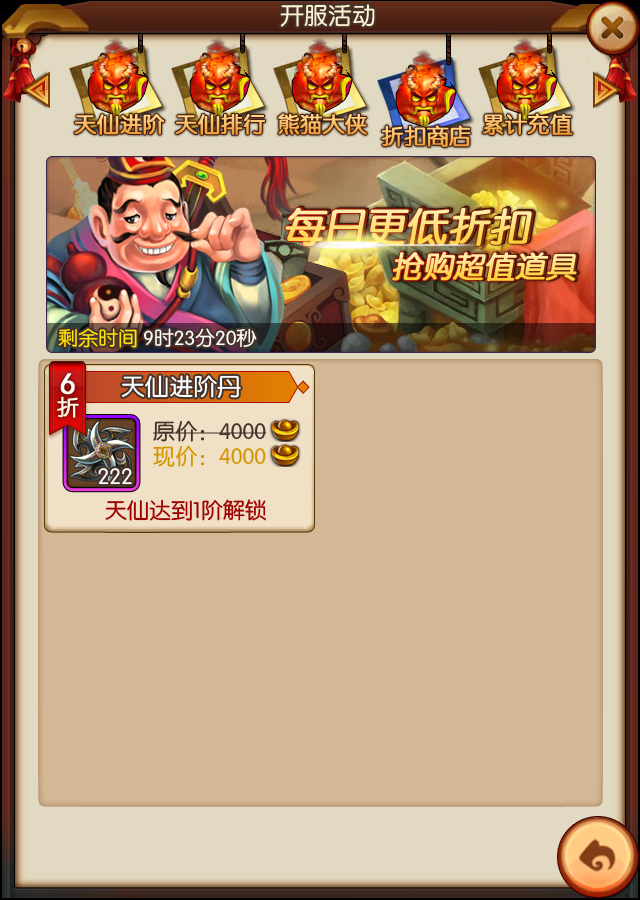 开服活动
天仙进阶
天仙排行
熊猫大侠
折扣商店
累计充值
每日更低折扣
抢购超值道具
剩余时间 9时23分20秒
6折
天仙进阶丹
原价：4000
现价：4000
222
天仙达到1阶解锁